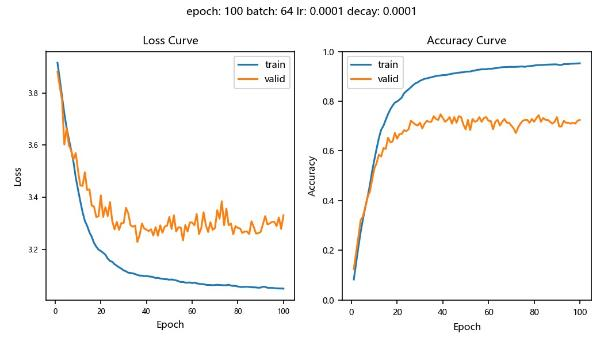 epoch: 100 batch: 64 lr: 0.0001 decay: 0.0001
Loss Curve
train
valid
3.8
3.6
3.4
3.2
Loss
0 20 40 60 80 100
Epoch
Accuracy Curve
train
valid
1.0
0.8
0.6
0.4
0.2
0.0
Accuracy
0 20 40 60 80 100
Epoch